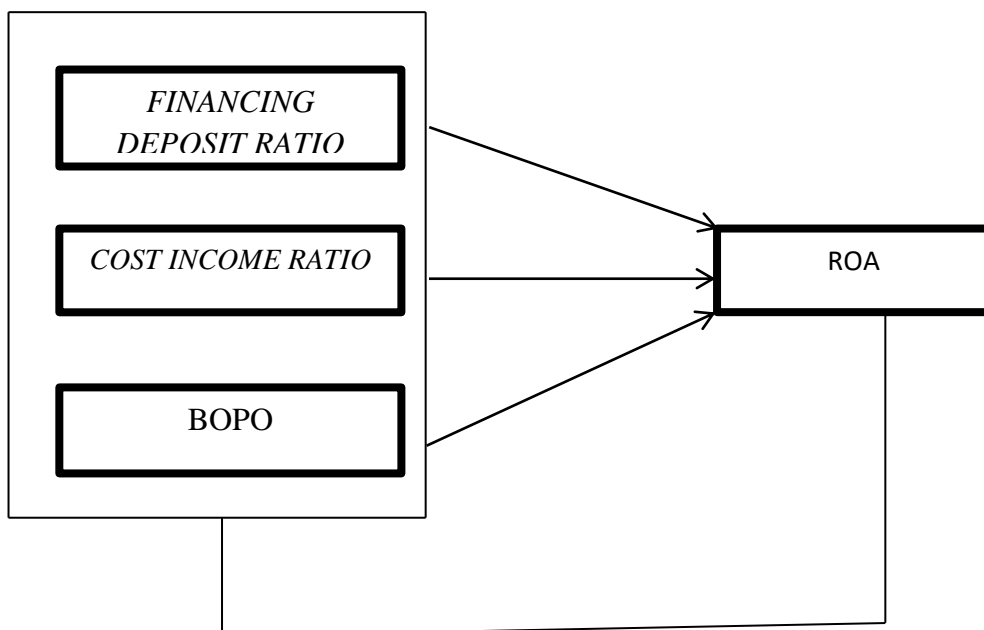 FINANCING
DEPOSIT RATIO
COST INCOME RATIO
ROA
BOPO